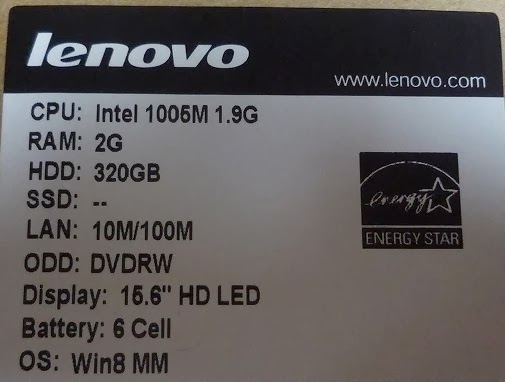 lenovo
www.lenovo.com
CPU: Intel 1005M 1.9G
RAM: 2G
HDD: 320GB
SSD: --
LAN: 10M/100M
ODD: DVDRW
Display: 15.6" HD LED
Battery: 6 Cell
OS: Win8 MM
energy
ENERGY STAR